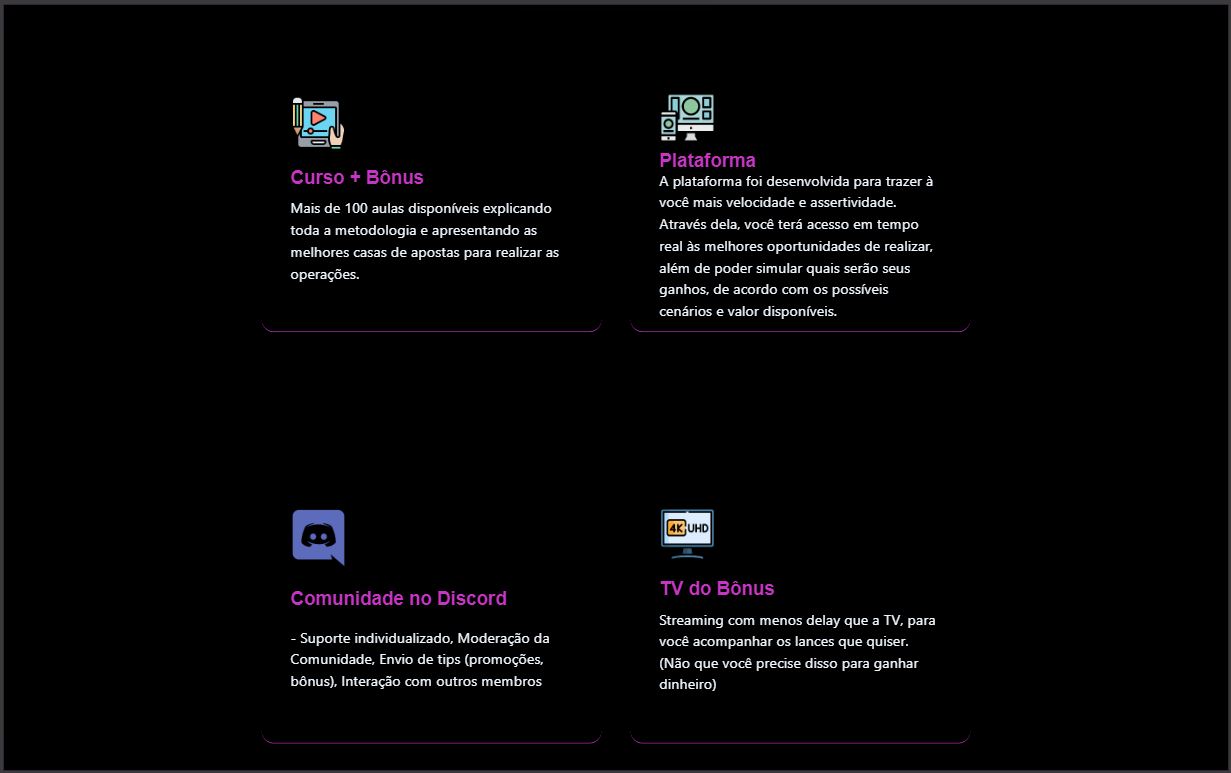 Curso + Bônus
Mais de 100 aulas disponíveis explicando
toda a metodologia e apresentando as
melhores casas de apostas para realizar as
operações.
Plataforma
A plataforma foi desenvolvida para trazer à
você mais velocidade e assertividade.
Através dela, você terá acesso em tempo
real às melhores oportunidades de realizar,
além de poder simular quais serão seus
ganhos, de acordo com os possíveis
cenários e valor disponíveis.
Comunidade no Discord
- Suporte individualizado, Moderação da
Comunidade, Envio de tips (promoções,
bônus), Interação com outros membros
4K UHD
TV do Bônus
Streaming com menos delay que a TV, para
você acompanhar os lances que quiser.
(Não que você precise disso para ganhar
dinheiro)